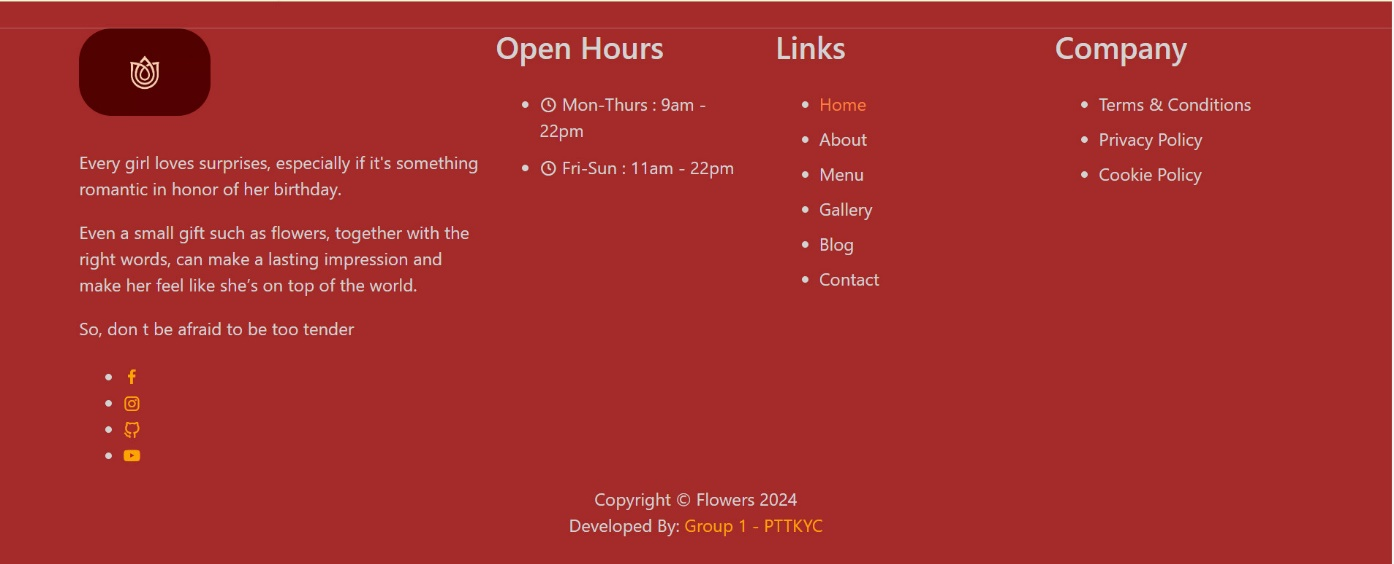 Every girl loves surprises, especially if it's something
romantic in honor of her birthday.
Even a small gift such as flowers, together with the
right words, can make a lasting impression and
make her feel like she’s on top of the world.
So, don t be afraid to be too tender
Open Hours
Mon-Thurs : 9am -
22pm
Fri-Sun : 11am - 22pm
Links
Home
About
Menu
Gallery
Blog
Contact
Company
Terms & Conditions
Privacy Policy
Cookie Policy
Copyright © Flowers 2024
Developed By: Group 1 - PTTKYC